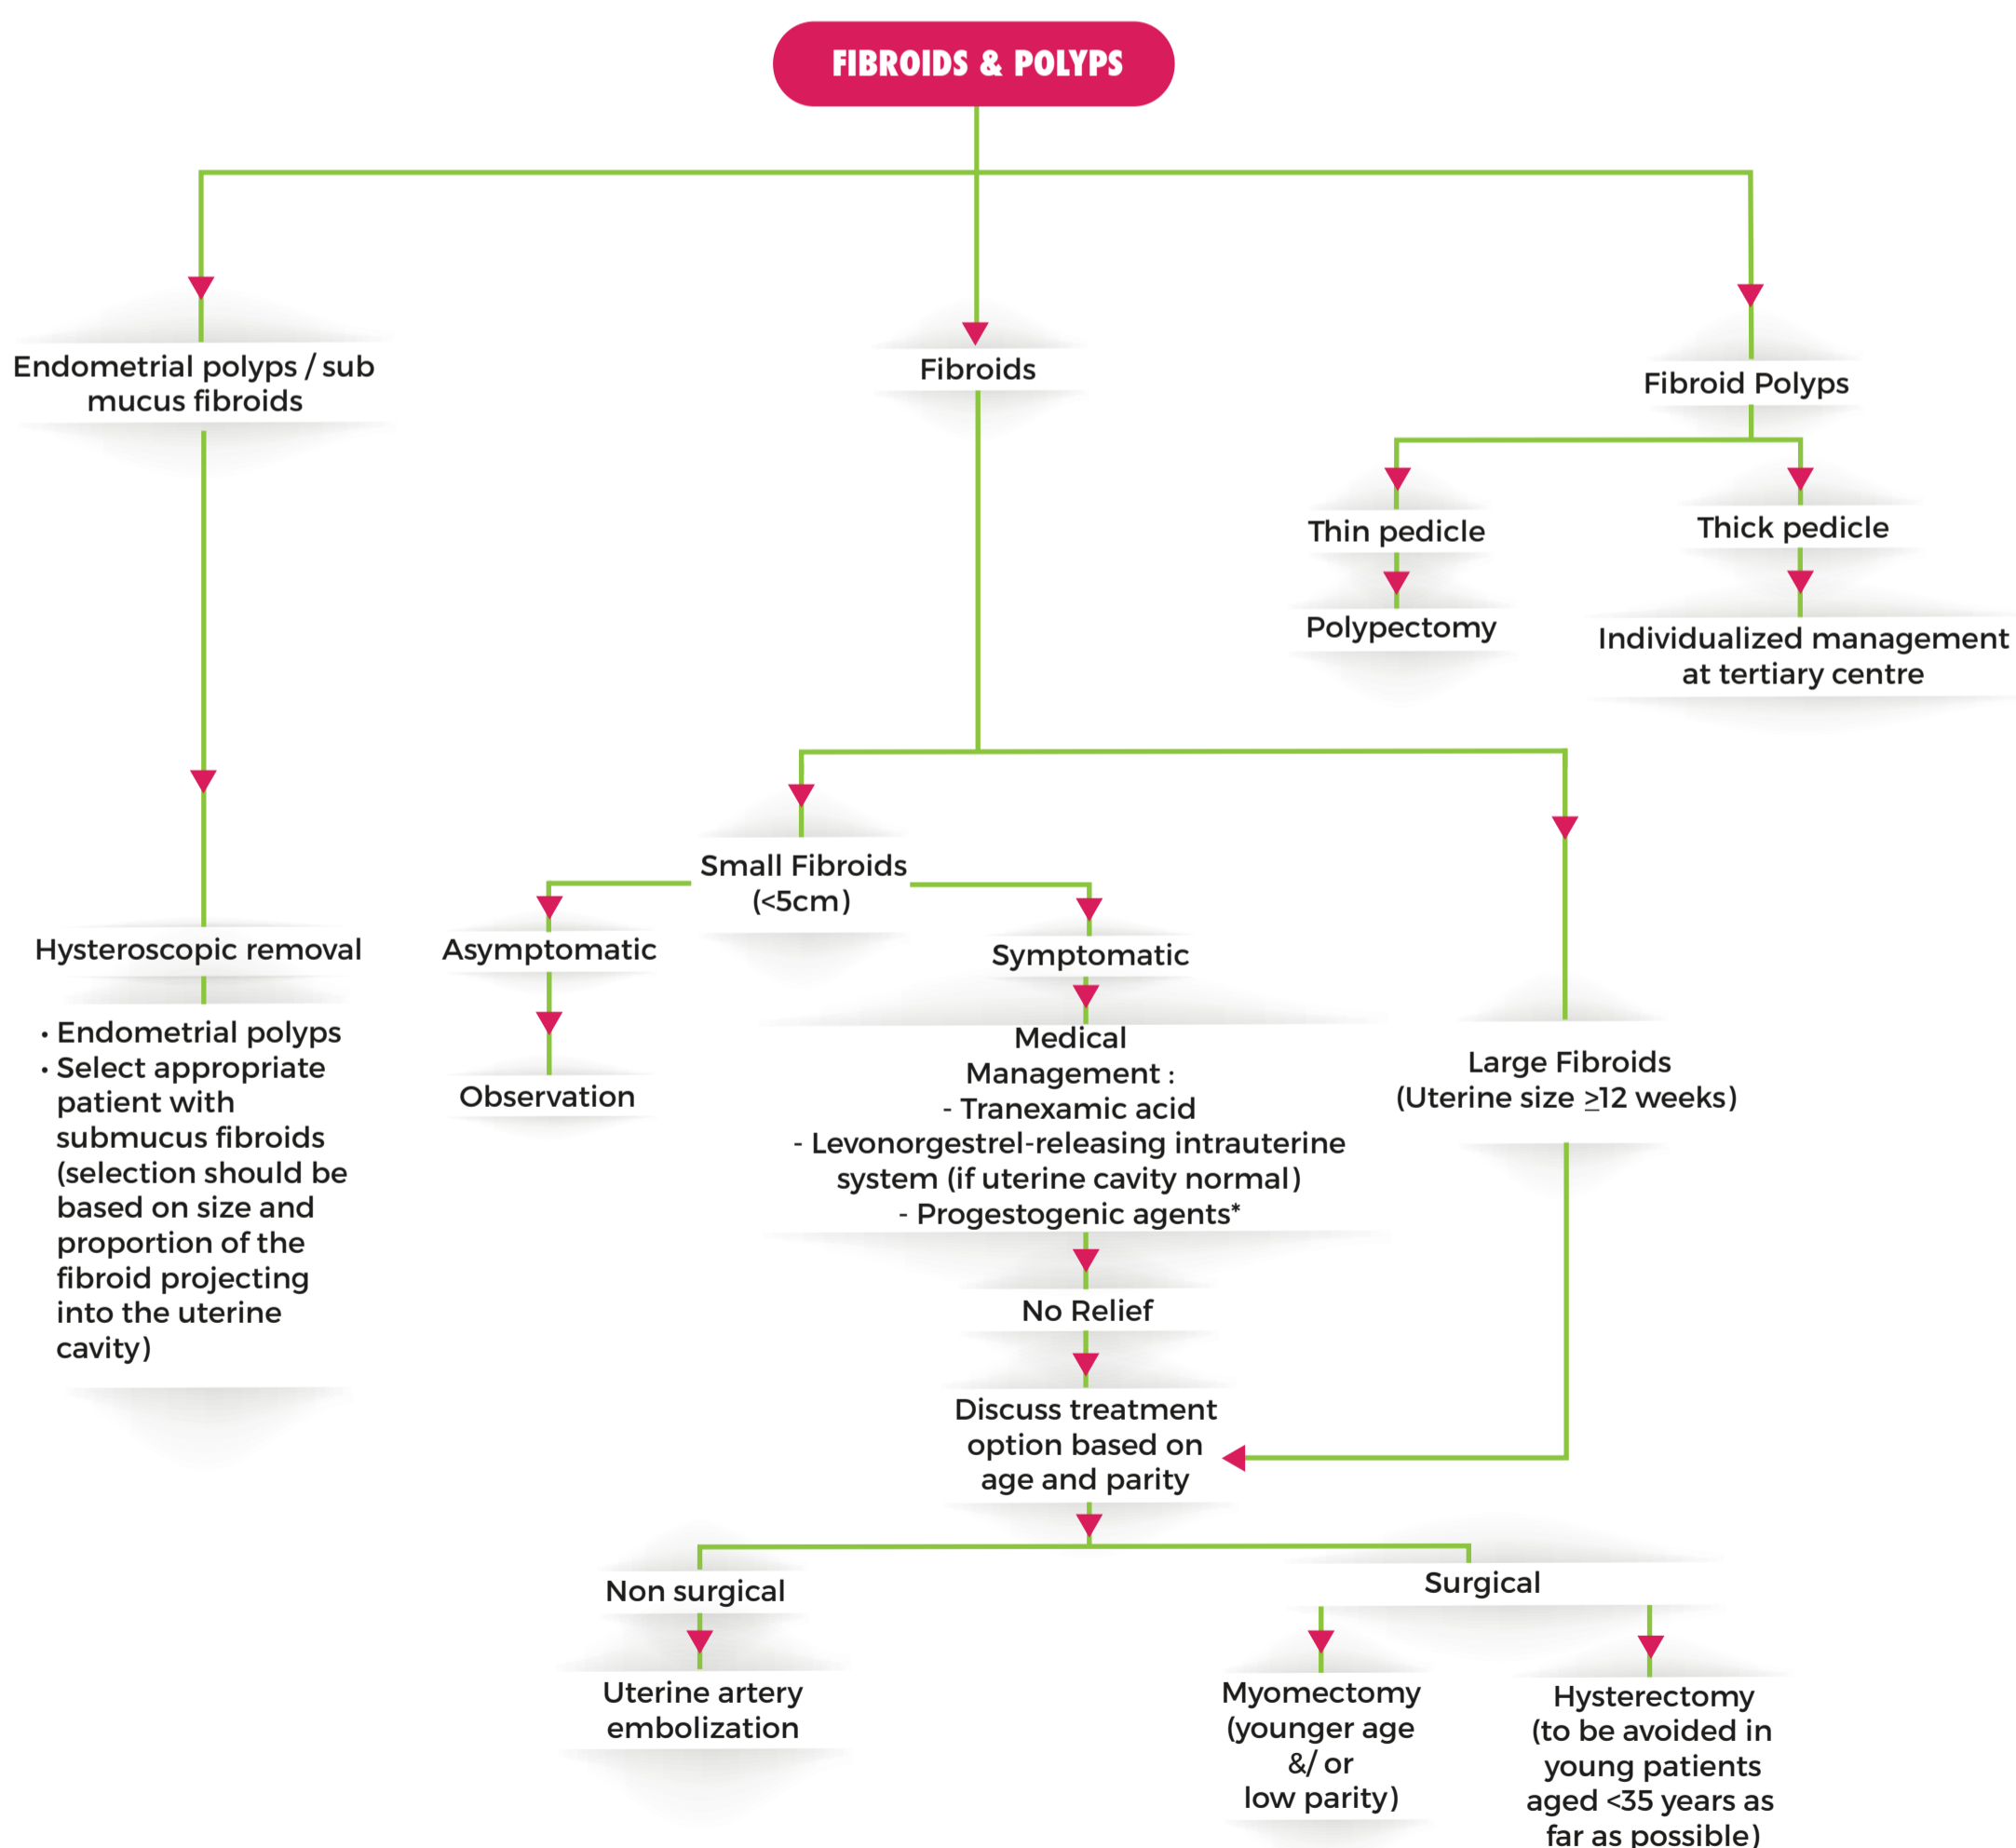 FIBROIDS & POLYPS
Endometrial polyps / sub
mucus fibroids
Fibroids
Fibroid Polyps
Thin pedicle
Thick pedicle
Polypectomy
Individualized management
at tertiary centre
Small Fibroids
(<5cm)
Hysteroscopic removal
• Endometrial polyps
• Select appropriate
patient with
submucus fibroids
(selection should be
based on size and
proportion of the
fibroid projecting
into the uterine
cavity)
Asymptomatic
Observation
Symptomatic
Medical
Management :
- Tranexamic acid
- Levonorgestrel-releasing intrauterine
system (if uterine cavity normal)
- Progestogenic agents*
No Relief
Large Fibroids
(Uterine size ≥12 weeks)
Discuss treatment
option based on
age and parity
Non surgical
Uterine artery
embolization
Surgical
Myomectomy
(younger age
&/ or
low parity)
Hysterectomy
(to be avoided in
young patients
aged <35 years as
far as possible)